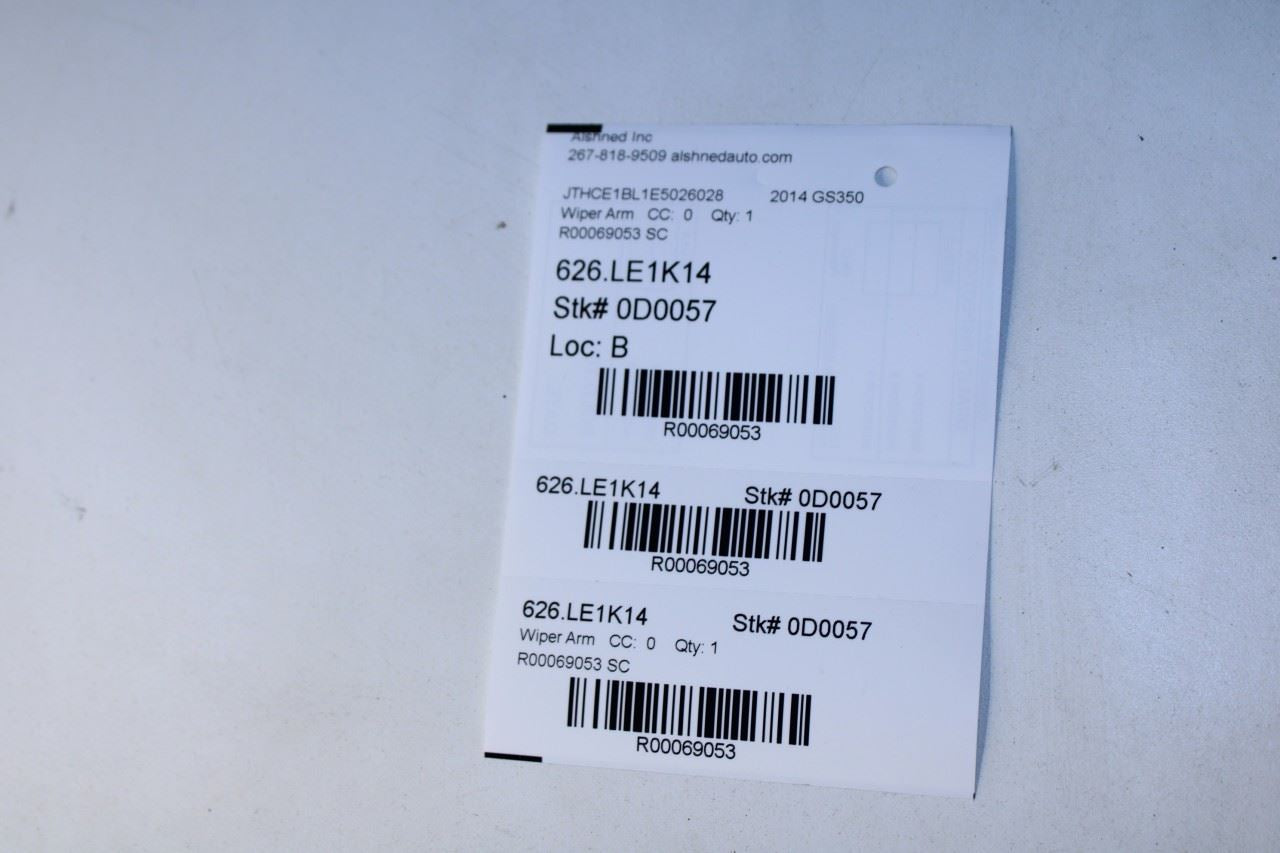 Alshned Inc
267-818-9509 alshnedauto.com
JTHCE1BL1E5026028 2014 GS350
Wiper Arm CC: 0 Qty: 1
R00069053 SC
626.LE1K14
Stk# 0D0057
Loc: B
R00069053
626.LE1K14 Stk# 0D0057
R00069053
626.LE1K14 Stk# 0D0057
Wiper Arm CC: 0 Qty: 1
R00069053 SC
R00069053